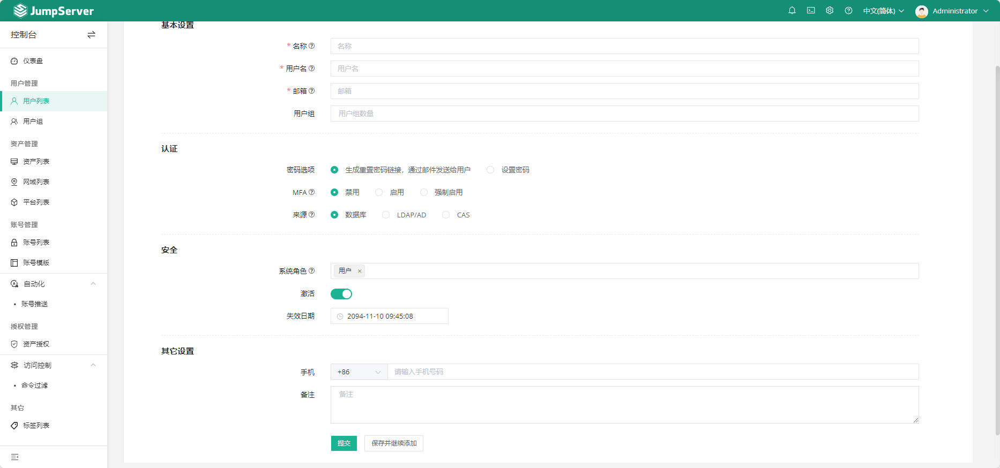 JumpServer
中文(简体)
Administrator
控制台
仪表盘
用户管理
用户列表
用户组
资产管理
资产列表
网域列表
平台列表
账号管理
账号列表
账号模版
自动化
账号推送
授权管理
资产授权
访问控制
命令过滤
其它
标签列表
基本设置
* 名称
名称
* 用户名
用户名
* 邮箱
邮箱
用户组
用户组数量
认证
密码选项 生成重置密码链接，通过邮件发送给用户 设置密码
MFA 禁用 启用 强制启用
来源 数据库 LDAP/AD CAS
安全
系统角色 用户 ×
激活
失效日期 2094-11-10 09:45:08
其它设置
手机 +86 请输入手机号码
备注 备注
提交 保存并继续添加